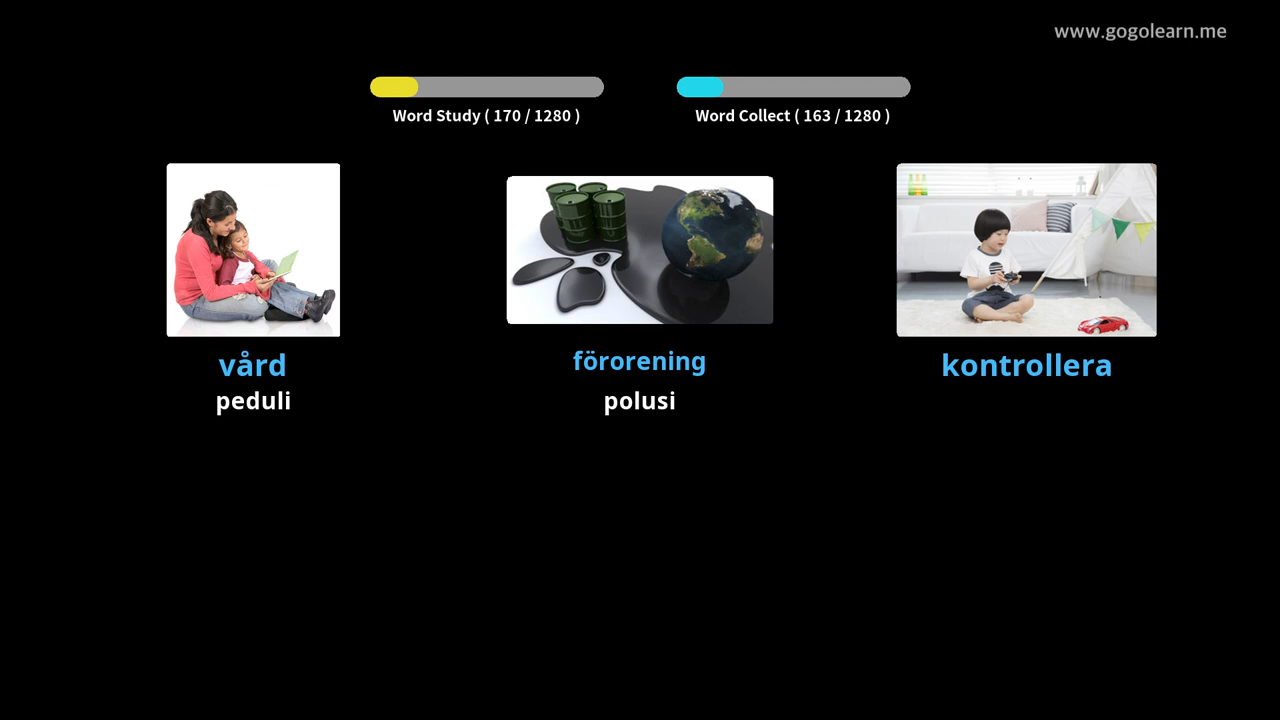 www.gogolearn.me
Word Study ( 170 / 1280 )
Word Collect ( 163 / 1280 )
vård
peduli
förorening
polusi
kontrollera